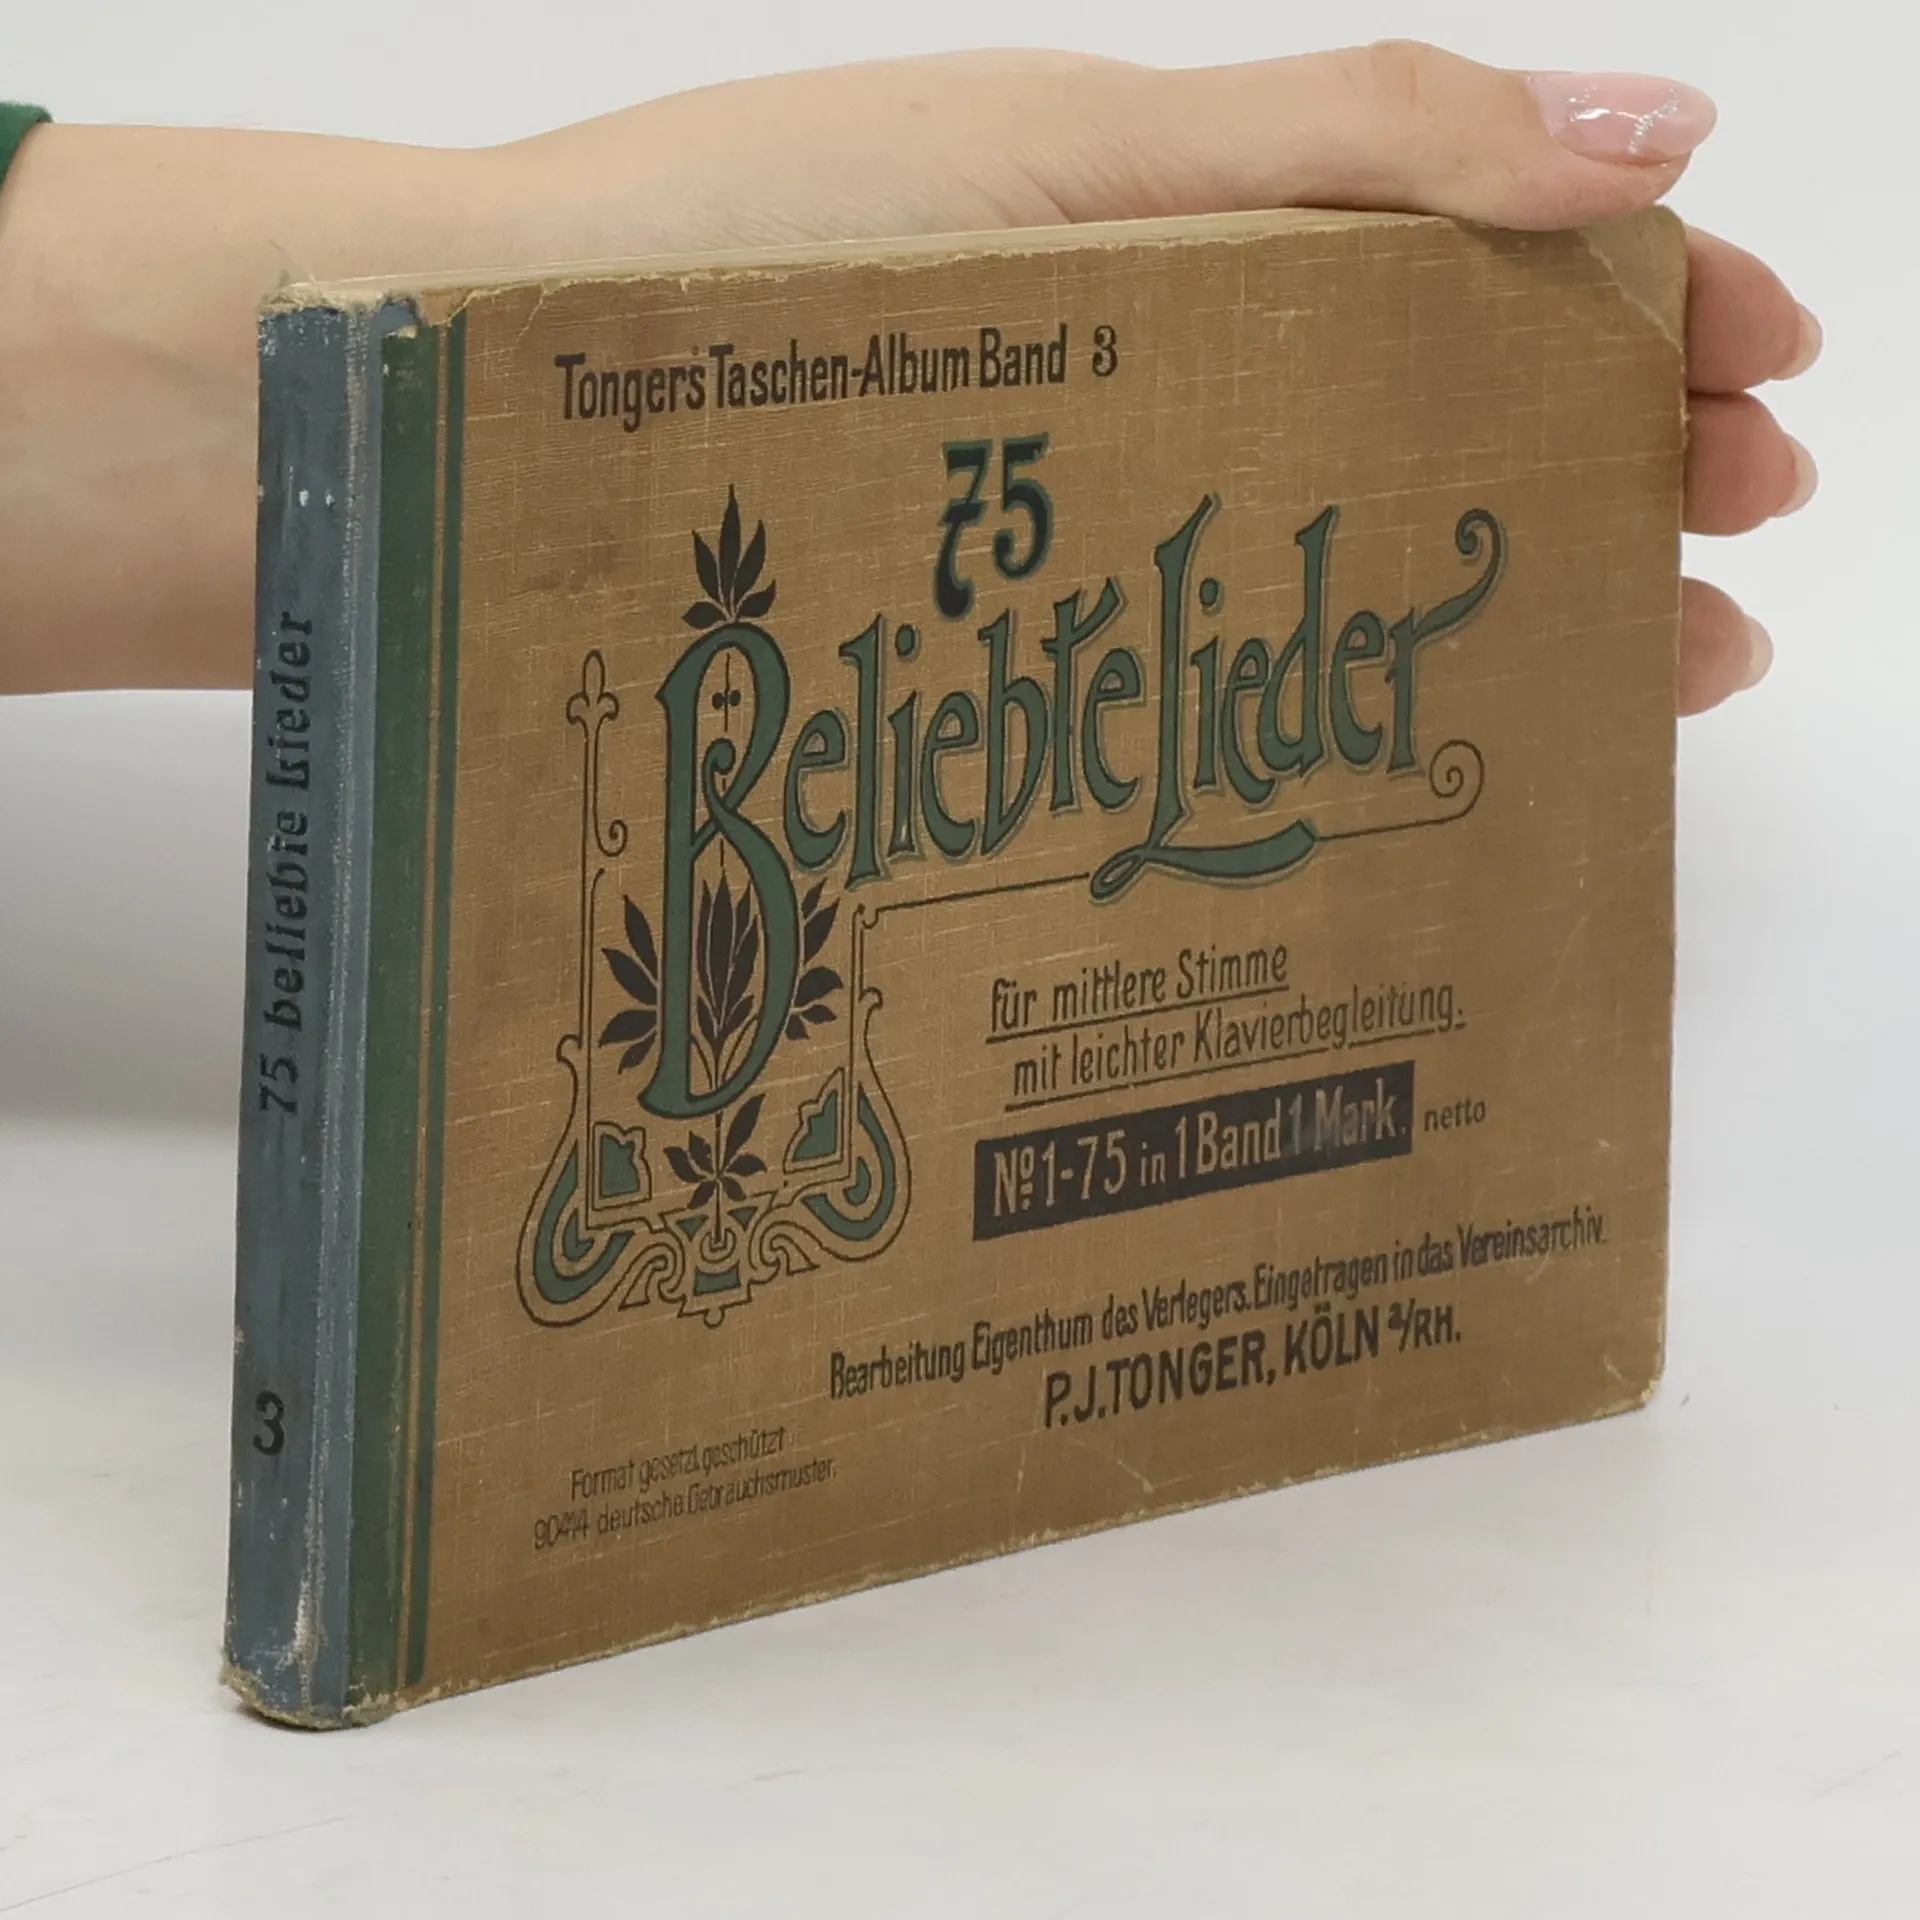 Tonger's Taschen-Album Band 3
75
Beliebte Lieder
für mittlere Stimme
mit leichter Klavierbegleitung.
No. 1-75 in 1 Band 1 Mark. netto
Bearbeitung Eigenthum des Verlegers. Eingetragen in das Vereinsarchiv.
P.J. TONGER, KÖLN a/RH.
Format gesetzl. geschützt
90414 deutsche Gebrauchsmuster.
75 beliebte Lieder
3